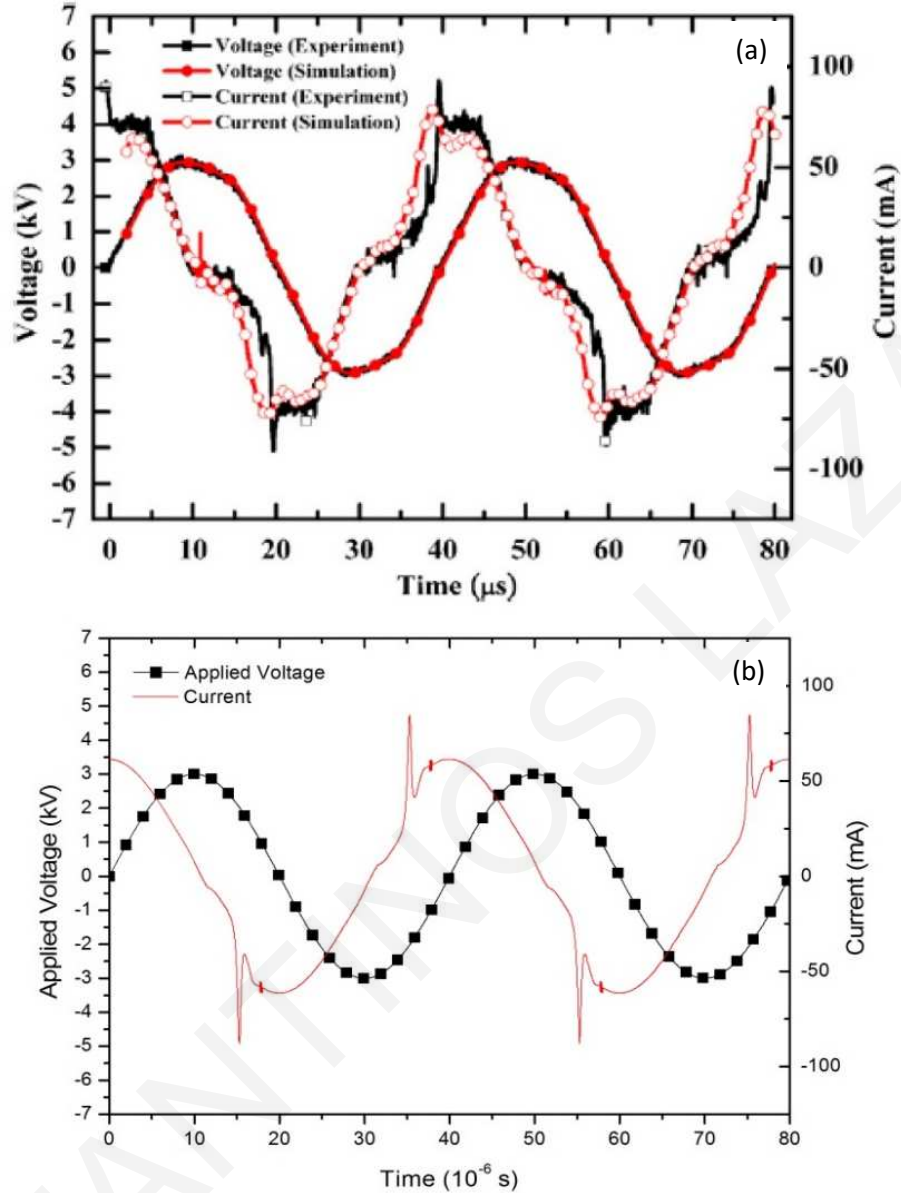 7
6
5
4
3
2
1
0
-1
-2
-3
-4
-5
-6
-7
Voltage (kV)
Voltage (Experiment)
Voltage (Simulation)
Current (Experiment)
Current (Simulation)
(a)
100
50
0
-50
-100
Current (mA)
0 10 20 30 40 50 60 70 80
Time (μs)
7
6
5
4
3
2
1
0
-1
-2
-3
-4
-5
-6
-7
Applied Voltage (kV)
Applied Voltage
Current
(b)
100
50
0
-50
-100
Current (mA)
0 10 20 30 40 50 60 70 80
Time (10⁻⁶ s)
TANTINOS LAZA